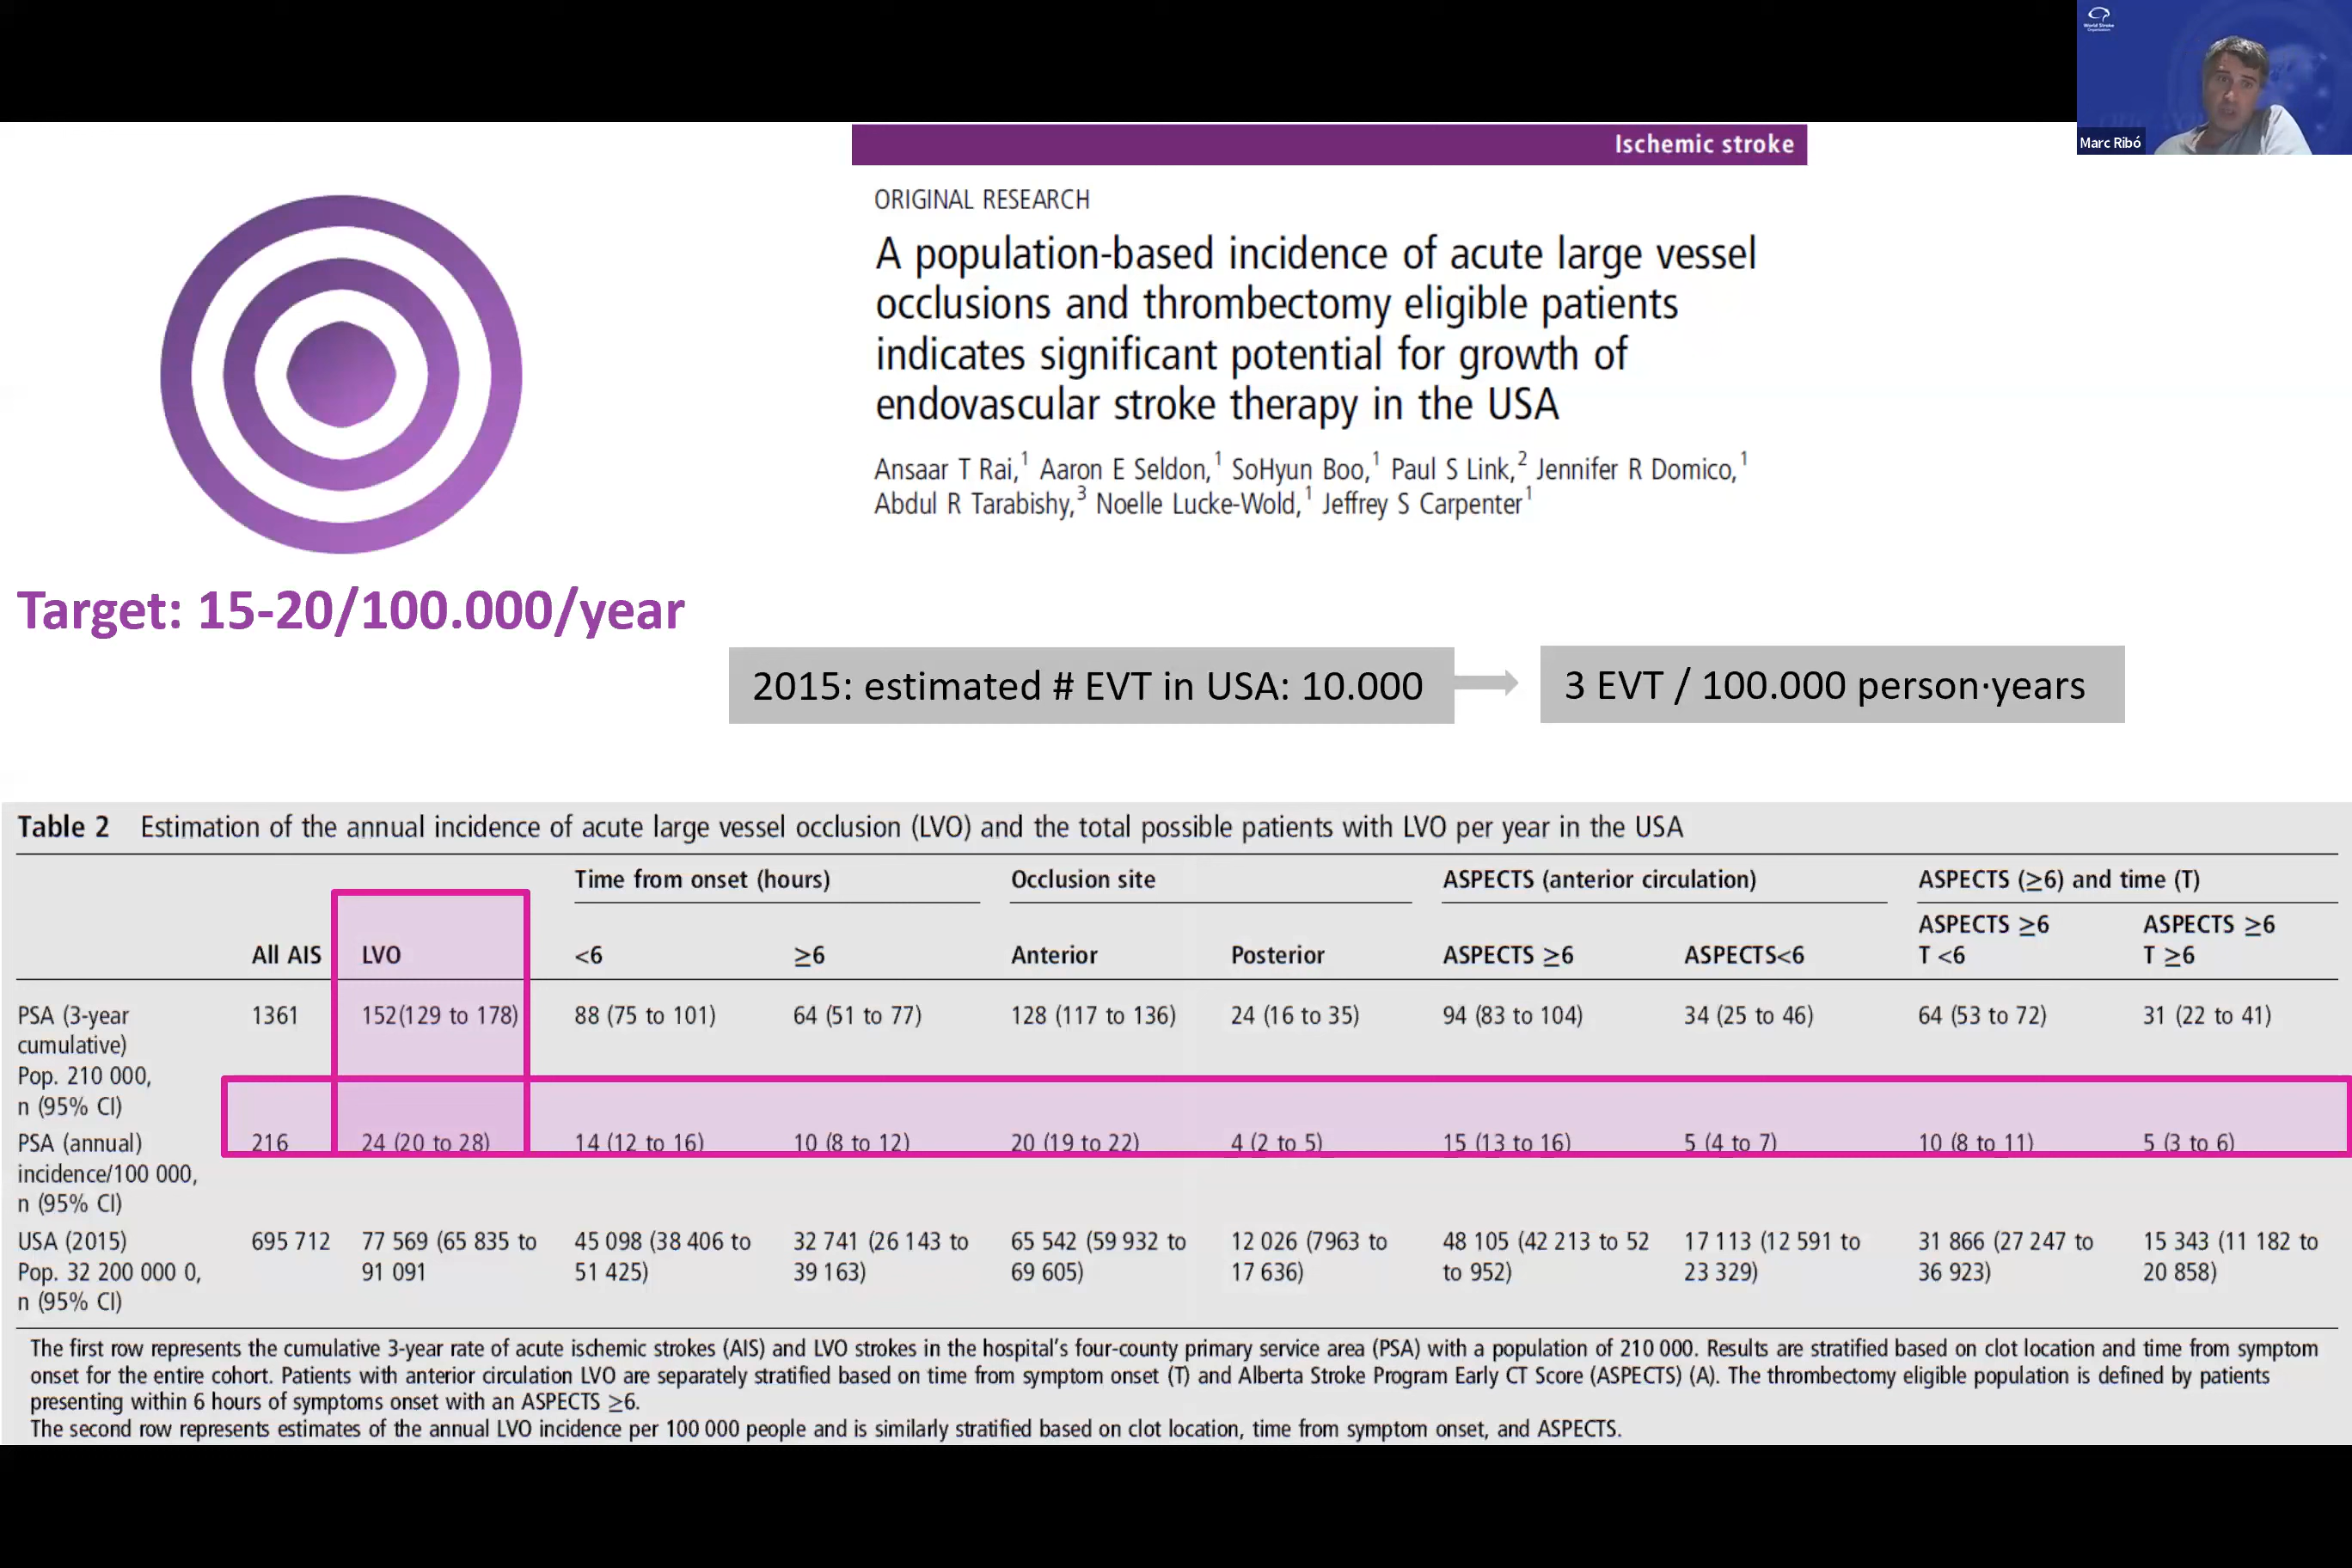 World Stroke
Organization
Marc Ribó
Ischemic stroke
ORIGINAL RESEARCH
A population-based incidence of acute large vessel
occlusions and thrombectomy eligible patients
indicates significant potential for growth of
endovascular stroke therapy in the USA
Ansaar T Rai,1 Aaron E Seldon,1 SoHyun Boo,1 Paul S Link,2 Jennifer R Domico,1
Abdul R Tarabishy,3 Noelle Lucke-Wold,1 Jeffrey S Carpenter1
Target: 15-20/100.000/year
2015: estimated # EVT in USA: 10.000
3 EVT / 100.000 person·years
Table 2 Estimation of the annual incidence of acute large vessel occlusion (LVO) and the total possible patients with LVO per year in the USA
Time from onset (hours) Occlusion site ASPECTS (anterior circulation) ASPECTS (≥6) and time (T)
ASPECTS ≥6 ASPECTS ≥6
All AIS LVO <6 ≥6 Anterior Posterior ASPECTS ≥6 ASPECTS<6 T <6 T ≥6
PSA (3-year 1361 152(129 to 178) 88 (75 to 101) 64 (51 to 77) 128 (117 to 136) 24 (16 to 35) 94 (83 to 104) 34 (25 to 46) 64 (53 to 72) 31 (22 to 41)
cumulative)
Pop. 210 000,
n (95% CI)
PSA (annual) 216 24 (20 to 28) 14 (12 to 16) 10 (8 to 12) 20 (19 to 22) 4 (2 to 5) 15 (13 to 16) 5 (4 to 7) 10 (8 to 11) 5 (3 to 6)
incidence/100 000,
n (95% CI)
USA (2015) 695 712 77 569 (65 835 to 45 098 (38 406 to 32 741 (26 143 to 65 542 (59 932 to 12 026 (7963 to 48 105 (42 213 to 52 17 113 (12 591 to 31 866 (27 247 to 15 343 (11 182 to
Pop. 32 200 000 0, 91 091 51 425) 39 163) 69 605) 17 636) to 952) 23 329) 36 923) 20 858)
n (95% CI)
The first row represents the cumulative 3-year rate of acute ischemic strokes (AIS) and LVO strokes in the hospital's four-county primary service area (PSA) with a population of 210 000. Results are stratified based on clot location and time from symptom
onset for the entire cohort. Patients with anterior circulation LVO are separately stratified based on time from symptom onset (T) and Alberta Stroke Program Early CT Score (ASPECTS) (A). The thrombectomy eligible population is defined by patients
presenting within 6 hours of symptoms onset with an ASPECTS ≥6.
The second row represents estimates of the annual LVO incidence per 100 000 people and is similarly stratified based on clot location, time from symptom onset, and ASPECTS.